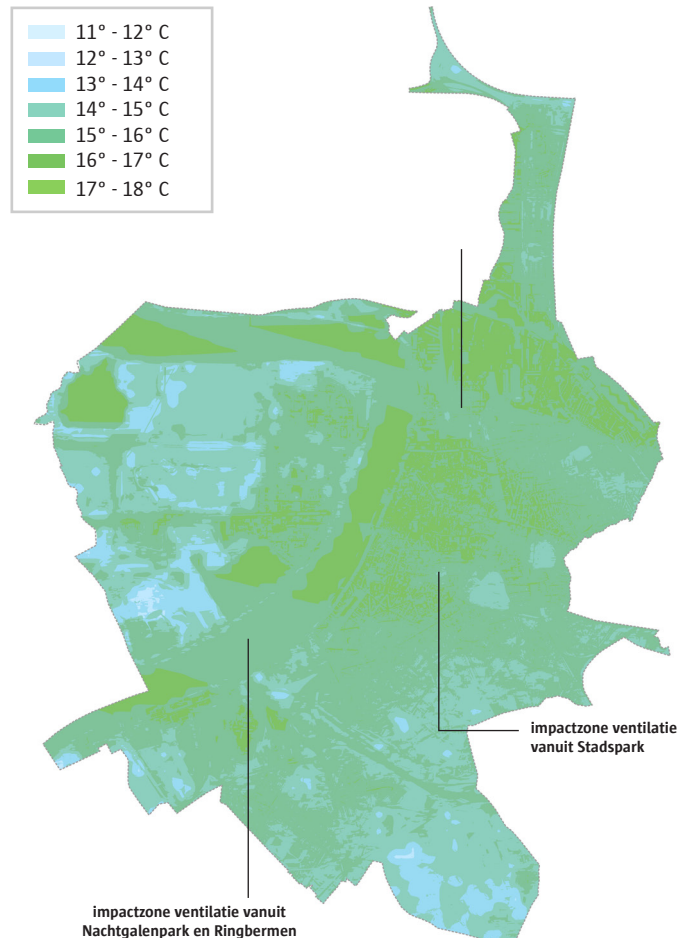 11° - 12° C
12° - 13° C
13° - 14° C
14° - 15° C
15° - 16° C
16° - 17° C
17° - 18° C
impactzone ventilatie
vanuit Stadspark
impactzone ventilatie vanuit
Nachtgalenpark en Ringbermen